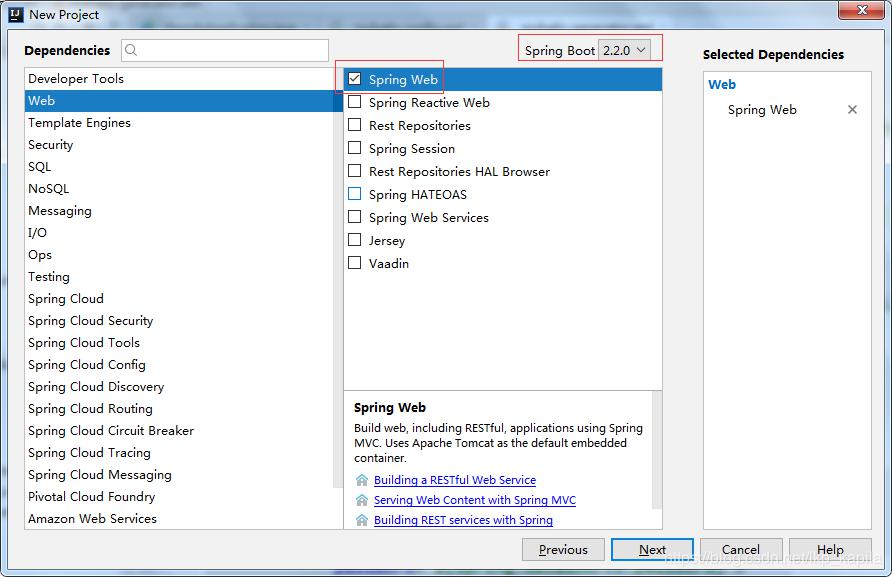 New Project
Dependencies
Spring Boot 2.2.0
Selected Dependencies
Developer Tools
Web
Template Engines
Security
SQL
NoSQL
Messaging
I/O
Ops
Testing
Spring Cloud
Spring Cloud Security
Spring Cloud Tools
Spring Cloud Config
Spring Cloud Discovery
Spring Cloud Routing
Spring Cloud Circuit Breaker
Spring Cloud Tracing
Spring Cloud Messaging
Pivotal Cloud Foundry
Amazon Web Services
Spring Web
Spring Reactive Web
Rest Repositories
Spring Session
Rest Repositories HAL Browser
Spring HATEOAS
Spring Web Services
Jersey
Vaadin
Spring Web
Build web, including RESTful, applications using Spring
MVC. Uses Apache Tomcat as the default embedded
container.
Building a RESTful Web Service
Serving Web Content with Spring MVC
Building REST services with Spring
Web
Spring Web
Previous
Next
Cancel
Help
https://blog.csdn.net/lkp_kapila